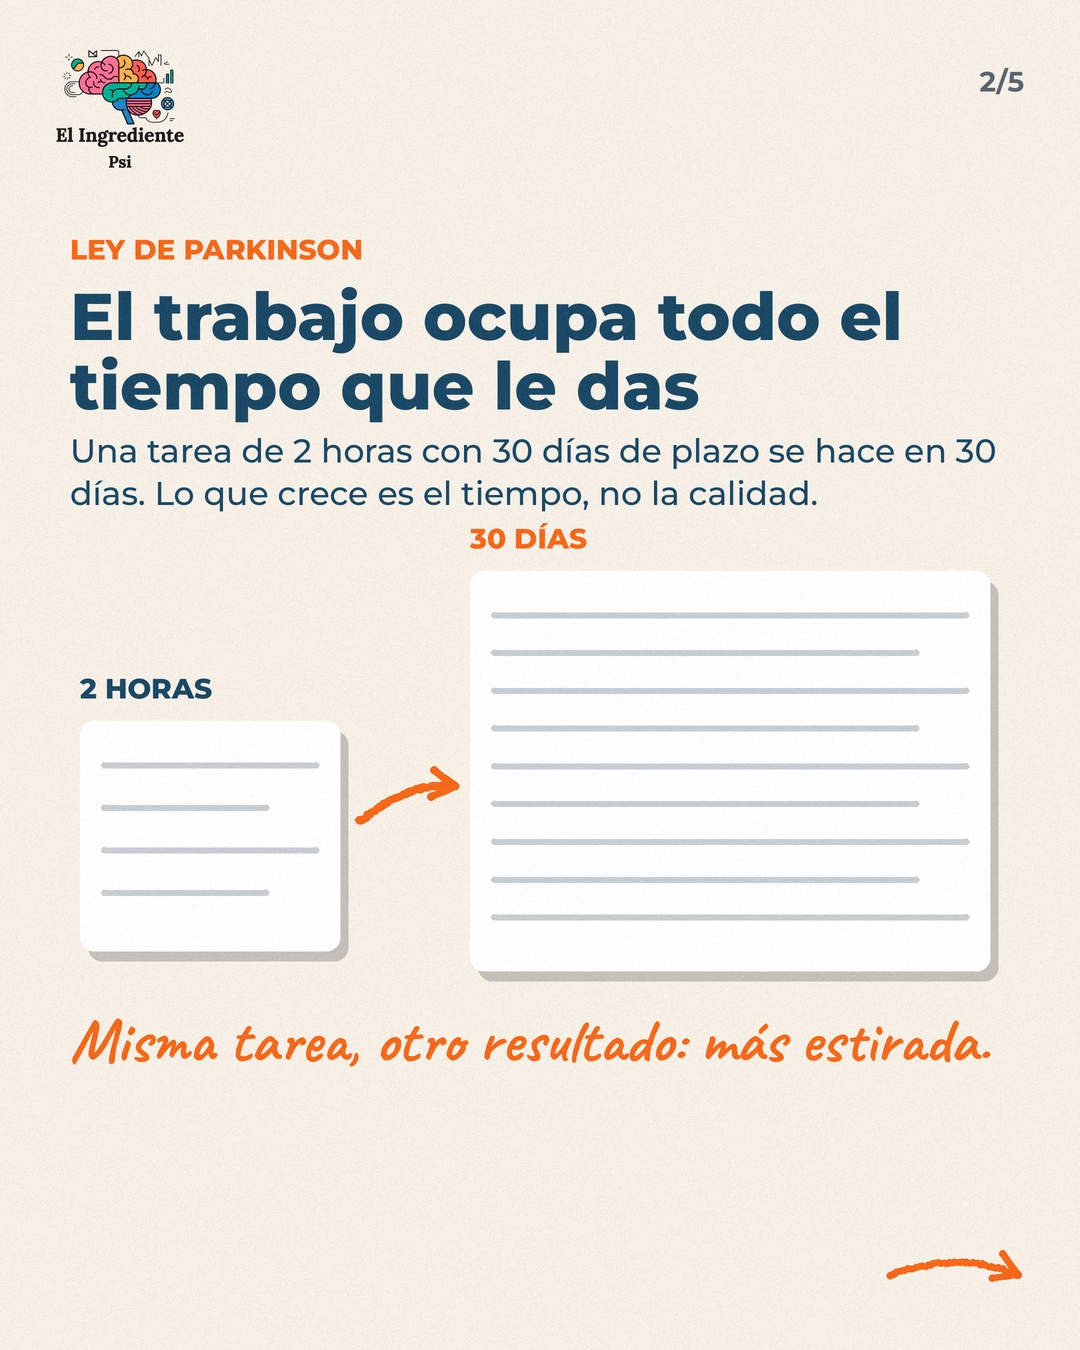 El Ingrediente
Psi
2/5
LEY DE PARKINSON
El trabajo ocupa todo el
tiempo que le das
Una tarea de 2 horas con 30 días de plazo se hace en 30
días. Lo que crece es el tiempo, no la calidad.
30 DÍAS
2 HORAS
Misma tarea, otro resultado: más estirada.